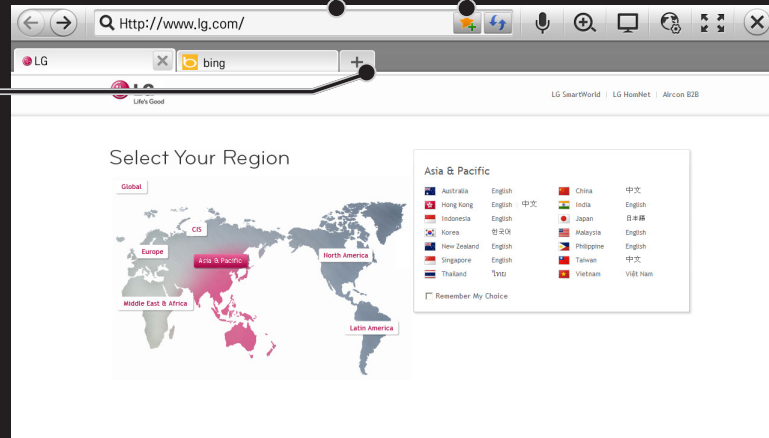 Http://www.lg.com/
LG
bing
LG
Life's Good
LG SmartWorld | LG HomNet | Aircon B2B
Select Your Region
Global
CIS
Europe
Asia & Pacific
North America
Middle East & Africa
Latin America
Asia & Pacific
Australia English China 中文
Hong Kong English | 中文 India English
Indonesia English Japan 日本語
Korea 한국어 Malaysia English
New Zealand English Philippine English
Singapore English Taiwan 中文
Thailand ไทย Vietnam Việt Nam
Remember My Choice